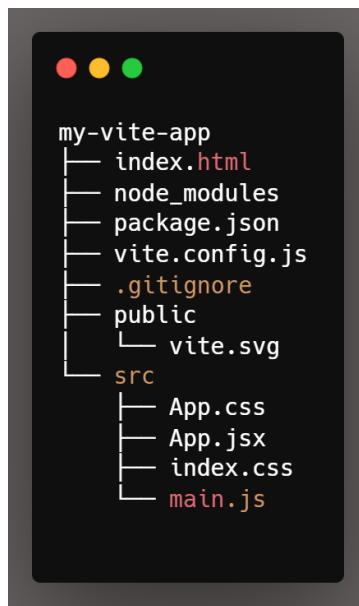 my-vite-app
├── index.html
├── node_modules
├── package.json
├── vite.config.js
├── .gitignore
├── public
│   └── vite.svg
└── src
    ├── App.css
    ├── App.jsx
    ├── index.css
    └── main.js